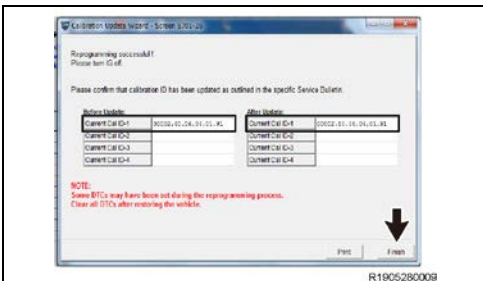 Calibration Update Wizard - Screen B701-28
Reprogramming successful!
Please turn IG off.
Please confirm that calibration ID has been updated as outlined in the specific Service Bulletin.
Before Update: After Update:
Current Cal ID-1 Current Cal ID-1
Current Cal ID-2 Current Cal ID-2
Current Cal ID-3 Current Cal ID-3
Current Cal ID-4 Current Cal ID-4
NOTE:
Some DTCs may have been set during the reprogramming process.
Clear all DTCs after restoring the vehicle.
Print Finish
R1905280009